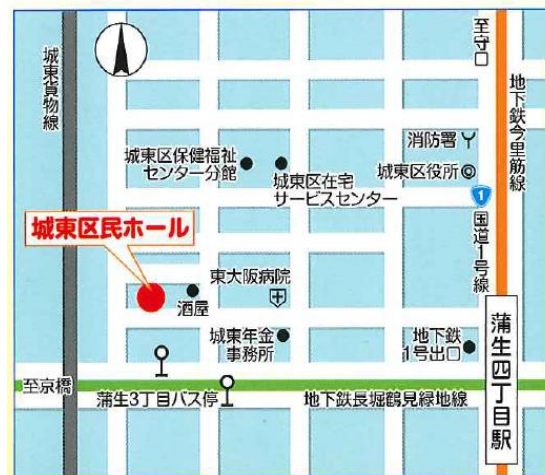 城東貨物線
至守口
地下鉄今里筋線
消防署
城東区保健福祉
センター分館
城東区役所
城東区在宅
サービスセンター
1
国道1号線
城東区民ホール
東大阪病院
酒屋
城東年金
事務所
地下鉄
1号出口
蒲生四丁目駅
至京橋
蒲生3丁目バス停
地下鉄長堀鶴見緑地線